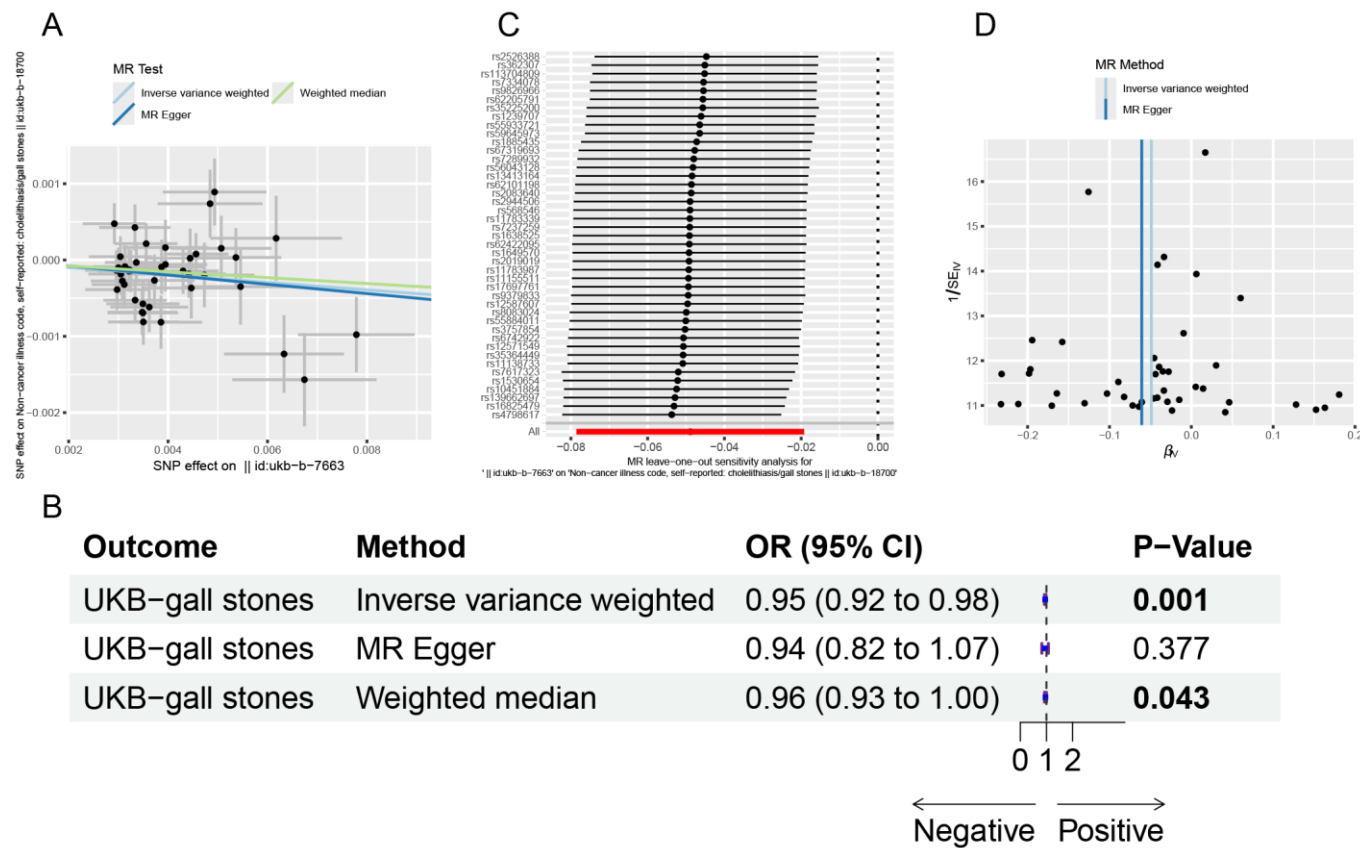 A
SNP effect on Non-cancer illness code, self-reported: cholelithiasis/gall stones || id:ukb-b-18700
MR Test
Inverse variance weighted
Weighted median
MR Egger
0.001
0.000
−0.001
−0.002
0.002
0.004
0.006
0.008
SNP effect on || id:ukb-b-7663
C
rs2526388
rs362307
rs113704809
rs7334078
rs9826966
rs62205791
rs35225200
rs1239707
rs55933721
rs59645973
rs1885435
rs67319693
rs7289932
rs56043128
rs13413164
rs62101198
rs2083640
rs2944506
rs568546
rs11783339
rs7237259
rs1638525
rs62422095
rs1649570
rs2019019
rs11783987
rs11155511
rs17697761
rs9379833
rs12587607
rs8083024
rs55884011
rs3757854
rs6742922
rs12571549
rs35364449
rs11138733
rs7617323
rs1530654
rs10451884
rs139662697
rs16825479
rs4798617
All
−0.08
−0.06
−0.04
−0.02
0.00
MR leave−one−out sensitivity analysis for
' || id:ukb−b−7663' on 'Non−cancer illness code, self−reported: cholelithiasis/gall stones || id:ukb−b−18700'
D
MR Method
Inverse variance weighted
MR Egger
1/SE_IV
16
15
14
13
12
11
−0.2
−0.1
0.0
0.1
0.2
β_IV
B
Outcome Method OR (95% CI) P−Value
UKB−gall stones Inverse variance weighted 0.95 (0.92 to 0.98) 0.001
UKB−gall stones MR Egger 0.94 (0.82 to 1.07) 0.377
UKB−gall stones Weighted median 0.96 (0.93 to 1.00) 0.043
0 1 2
Negative Positive